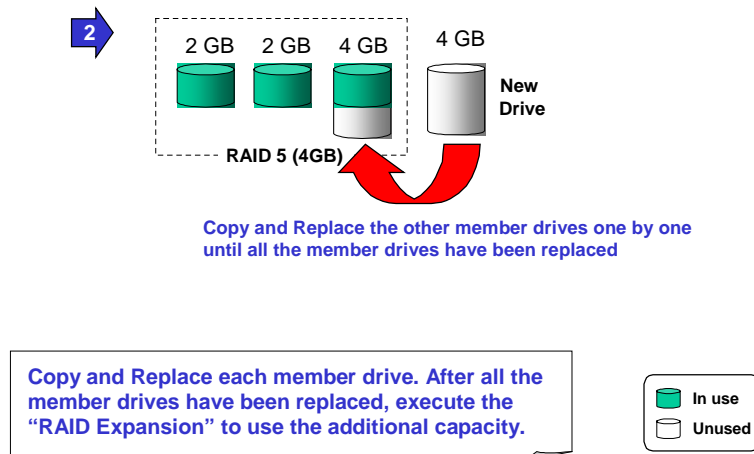 2
2 GB 2 GB 4 GB 4 GB
New
Drive
RAID 5 (4GB)
Copy and Replace the other member drives one by one
until all the member drives have been replaced
Copy and Replace each member drive. After all the
member drives have been replaced, execute the
“RAID Expansion” to use the additional capacity.
In use
Unused